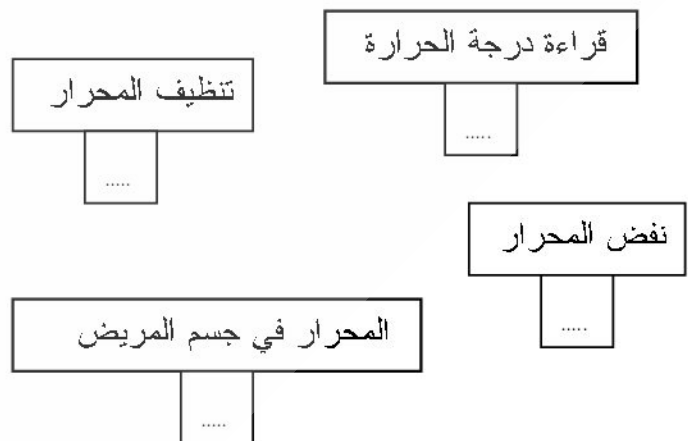 قراءة درجة الحرارة
.....
تنظيف المحرار
.....
نفض المحرار
.....
المحرار في جسم المريض
.....